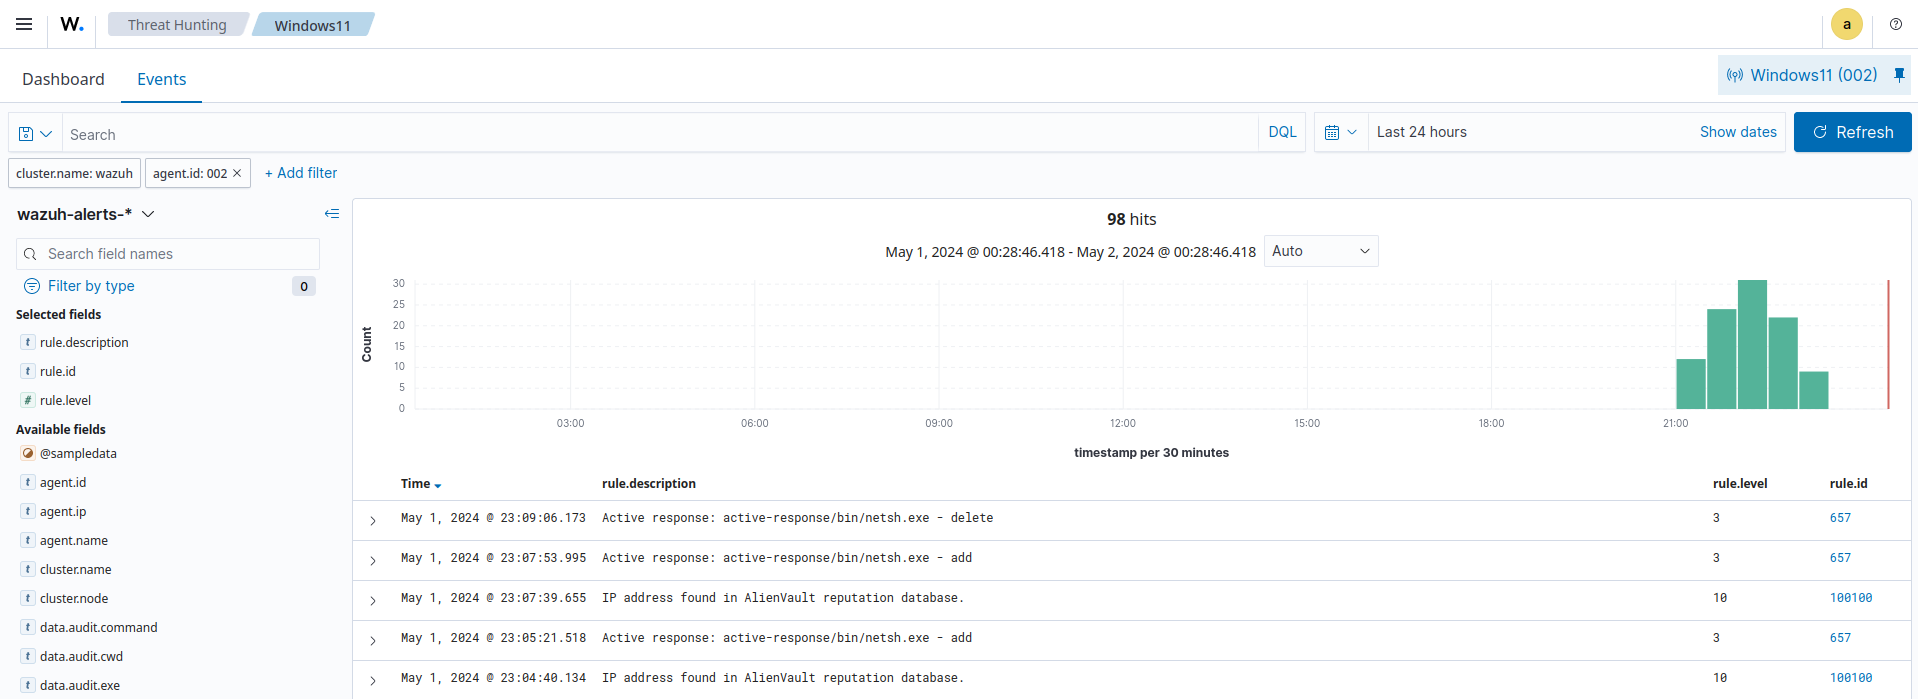 W. Threat Hunting Windows11 a
Dashboard Events Windows11 (002)
Search DQL Last 24 hours Show dates Refresh
cluster.name: wazuh agent.id: 002 × + Add filter
wazuh-alerts-*
Search field names
Filter by type 0
Selected fields
t rule.description
t rule.id
# rule.level
Available fields
@sampledata
t agent.id
t agent.ip
t agent.name
t cluster.name
t cluster.node
t data.audit.command
t data.audit.cwd
t data.audit.exe
98 hits
May 1, 2024 @ 00:28:46.418 - May 2, 2024 @ 00:28:46.418 Auto
Count
30
25
20
15
10
5
0
03:00 06:00 09:00 12:00 15:00 18:00 21:00
timestamp per 30 minutes
Time rule.description rule.level rule.id
May 1, 2024 @ 23:09:06.173 Active response: active-response/bin/netsh.exe - delete 3 657
May 1, 2024 @ 23:07:53.995 Active response: active-response/bin/netsh.exe - add 3 657
May 1, 2024 @ 23:07:39.655 IP address found in AlienVault reputation database. 10 100100
May 1, 2024 @ 23:05:21.518 Active response: active-response/bin/netsh.exe - add 3 657
May 1, 2024 @ 23:04:40.134 IP address found in AlienVault reputation database. 10 100100